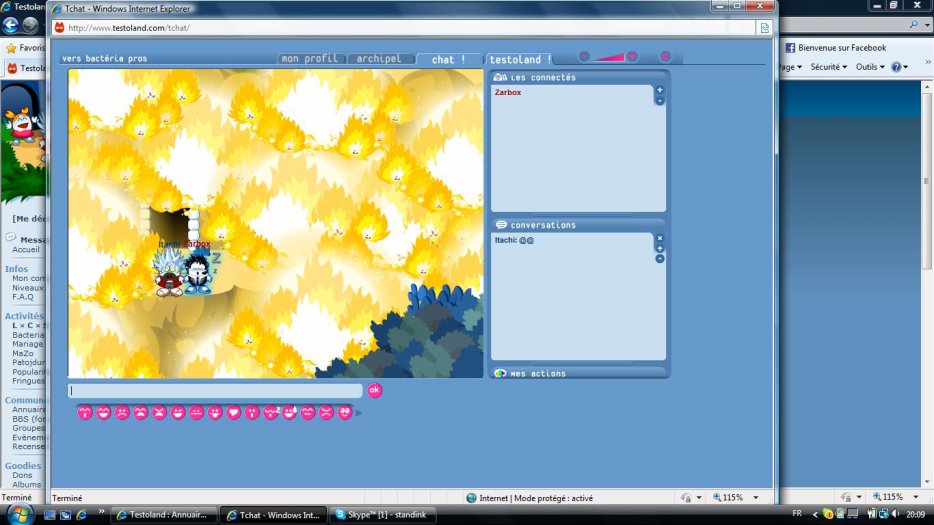 Testola
Tchat - Windows Internet Explorer
http://www.testoland.com/tchat/
Favoris
Bienvenue sur Facebook
Testola
Page
Sécurité
Outils
vers bactéria pros
mon profil
archipel
chat !
testoland !
Les connectés
Zarbox
conversations
Itachi: @@
Itachi
Zarbox
z
z
Mes actions
ok
[Me déc
Messa
Accueil
Infos
Mon com
Niveaux
F.A.Q
Activités
L × C × S
Bacteria
Mariage
MaZo
Patojdur
Populari
Fringues
Commun
Annuaire
BBS (for
Groupes
Evènem
Recense
Goodies
Dons
Albums
Terminé
Terminé
Internet | Mode protégé : activé
115%
115%
Testoland : Annuair...
Tchat - Windows Int...
Skype™ [1] - standink
FR
20:09